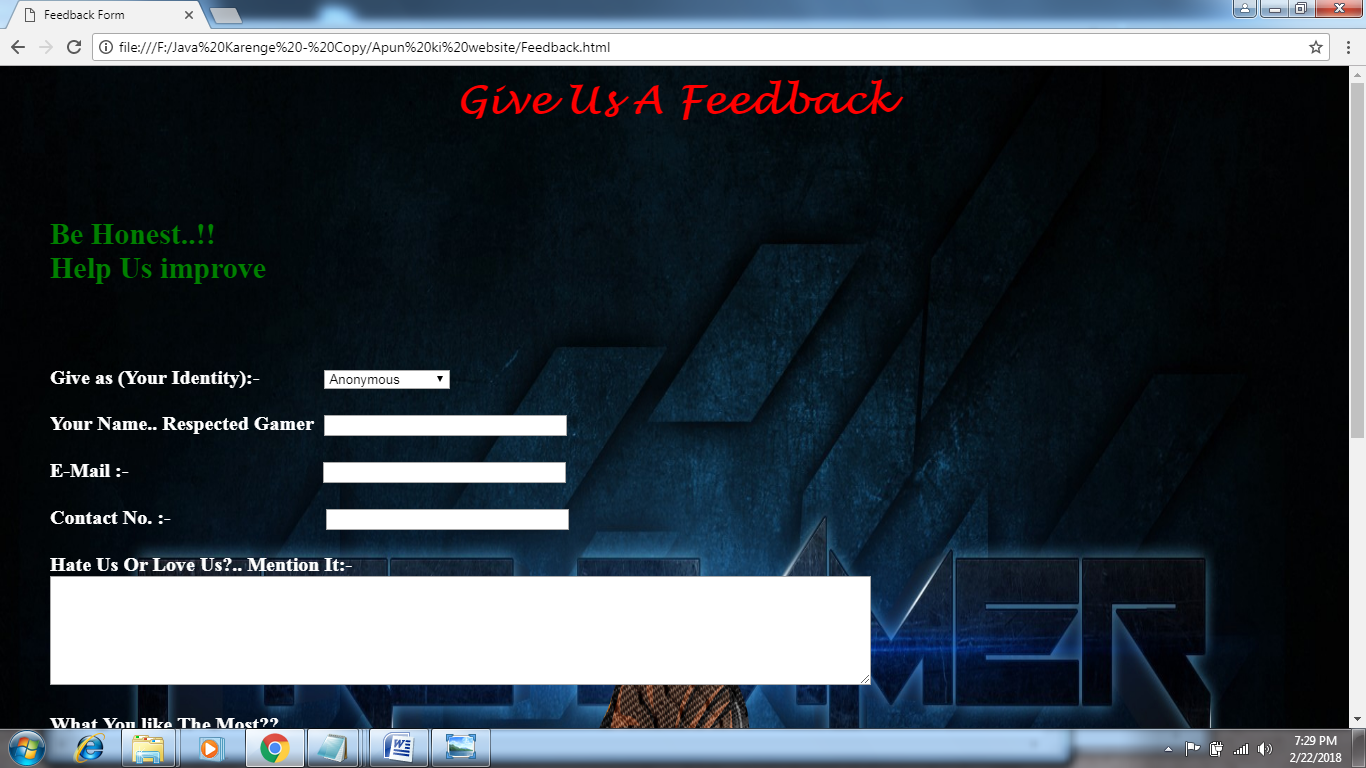 Feedback Form
file:///F:/Java%20Karenge%20-%20Copy/Apun%20ki%20website/Feedback.html
Give Us A Feedback
Be Honest..!!
Help Us improve
Give as (Your Identity):-
Anonymous
Your Name.. Respected Gamer
E-Mail :-
Contact No. :-
Hate Us Or Love Us?.. Mention It:-
What You like The Most??
7:29 PM
2/22/2018